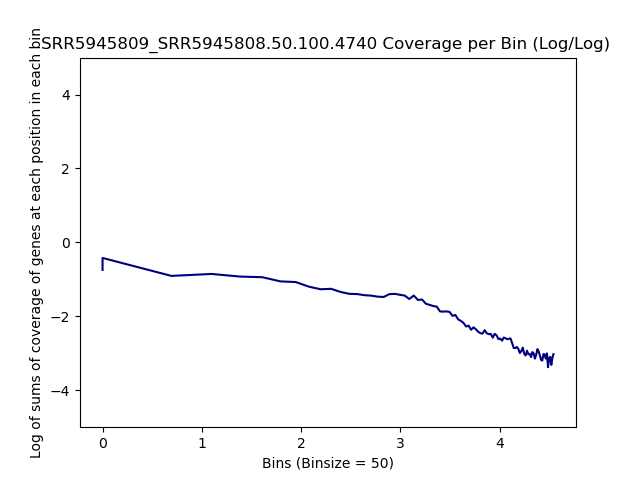 SRR5945809_SRR5945808.50.100.4740 Coverage per Bin (Log/Log)
Log of sums of coverage of genes at each position in each bin
4
2
0
−2
−4
0 1 2 3 4
Bins (Binsize = 50)